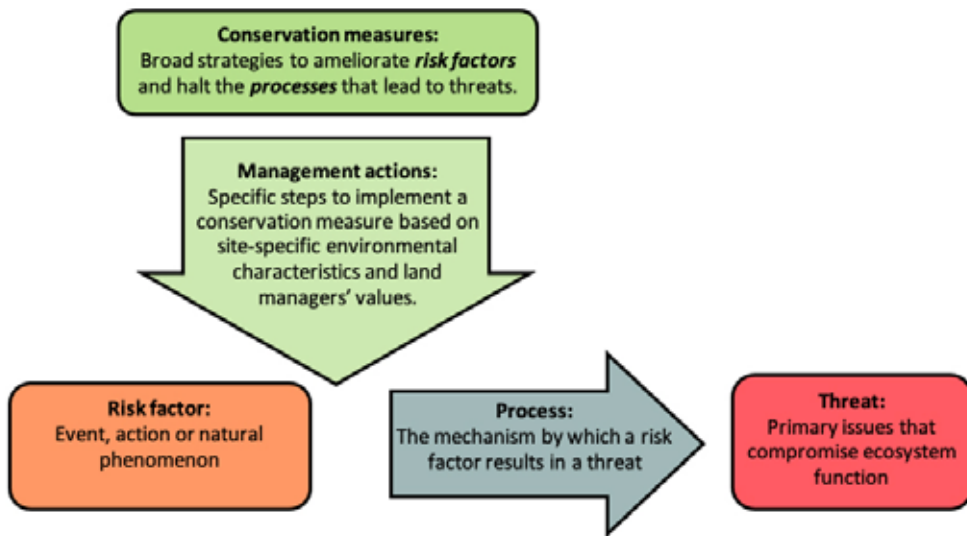 Conservation measures:
Broad strategies to ameliorate risk factors
and halt the processes that lead to threats.
Management actions:
Specific steps to implement a
conservation measure based on
site-specific environmental
characteristics and land
managers' values.
Risk factor:
Event, action or natural
phenomenon
Process:
The mechanism by which a risk
factor results in a threat
Threat:
Primary issues that
compromise ecosystem
function